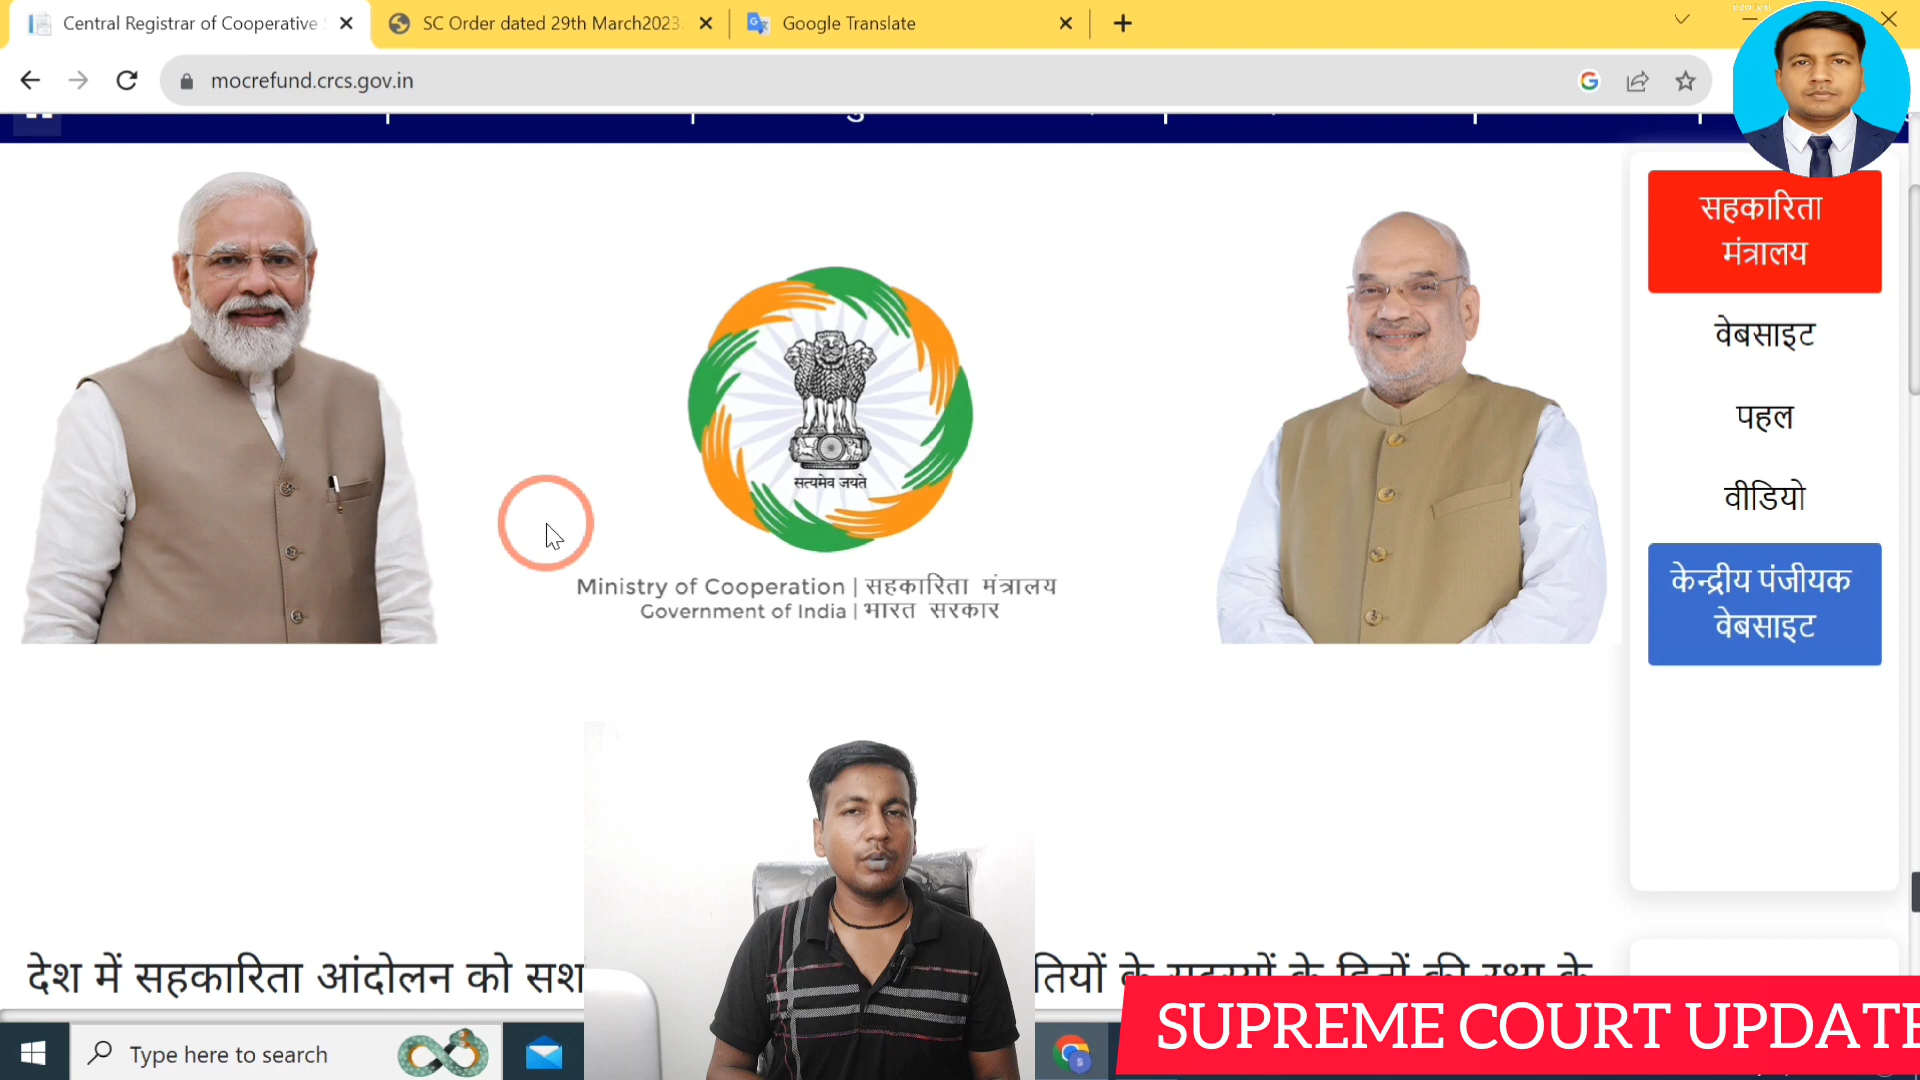 Central Registrar of Cooperative
SC Order dated 29th March2023
Google Translate
mocrefund.crcs.gov.in
सहकारिता
मंत्रालय
वेबसाइट
पहल
वीडियो
केन्द्रीय पंजीयक
वेबसाइट
सत्यमेव जयते
Ministry of Cooperation | सहकारिता मंत्रालय
Government of India | भारत सरकार
देश में सहकारिता आंदोलन को सश
तियों के सदस्यों के हितों की रक्षा के
SUPREME COURT UPDATE
Type here to search